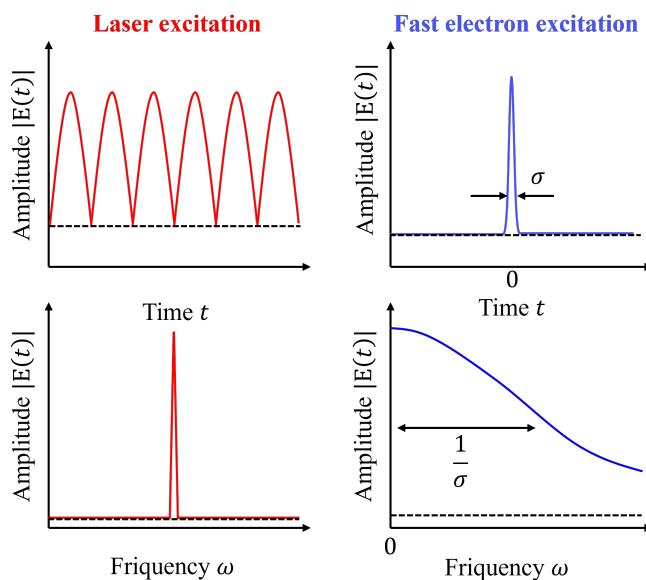 Laser excitation
Fast electron excitation
Amplitude |E(t)|
Amplitude |E(t)|
σ
0
Time t
Time t
Amplitude |E(t)|
Amplitude |E(t)|
1
σ
0
Friquency ω
Friquency ω